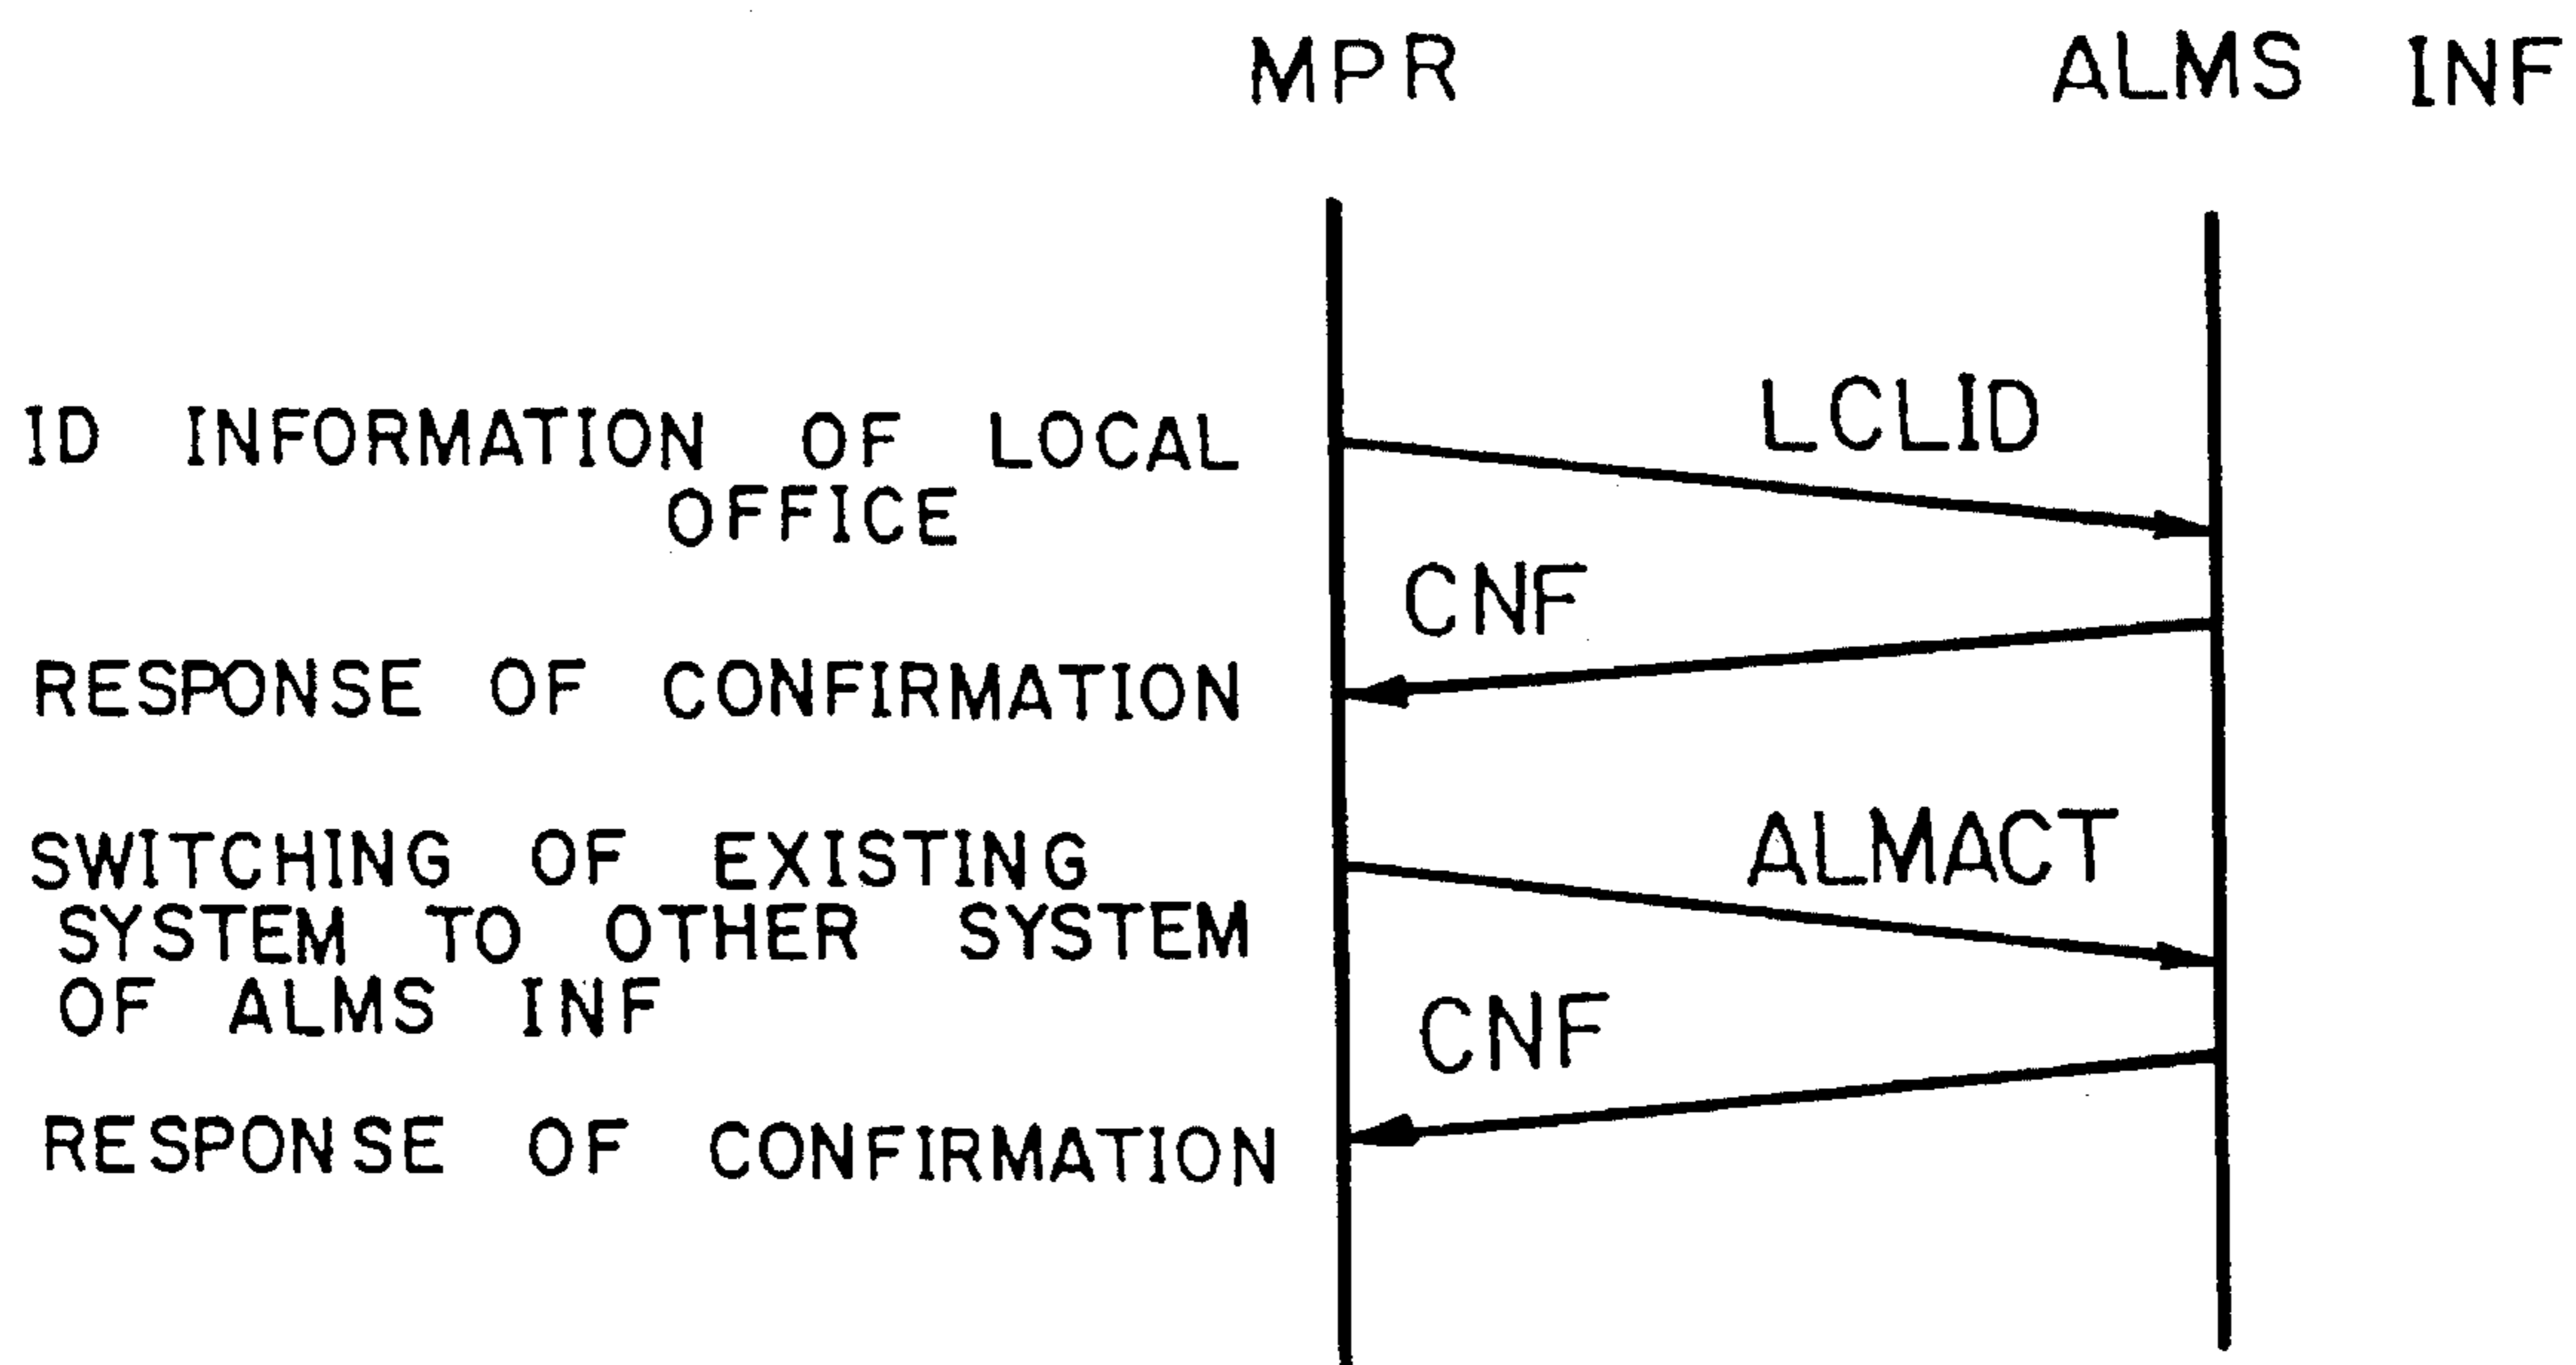 MPR ALMS INF
ID INFORMATION OF LOCAL
OFFICE
LCLID
CNF
RESPONSE OF CONFIRMATION
SWITCHING OF EXISTING
SYSTEM TO OTHER SYSTEM
OF ALMS INF
ALMACT
CNF
RESPONSE OF CONFIRMATION